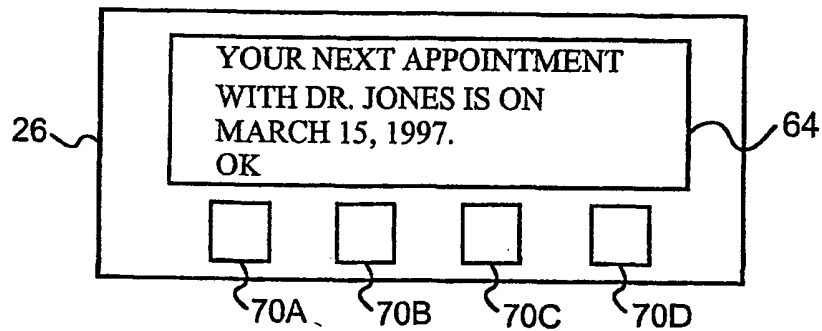 YOUR NEXT APPOINTMENT
WITH DR. JONES IS ON
MARCH 15, 1997.
OK
26
64
70A
70B
70C
70D